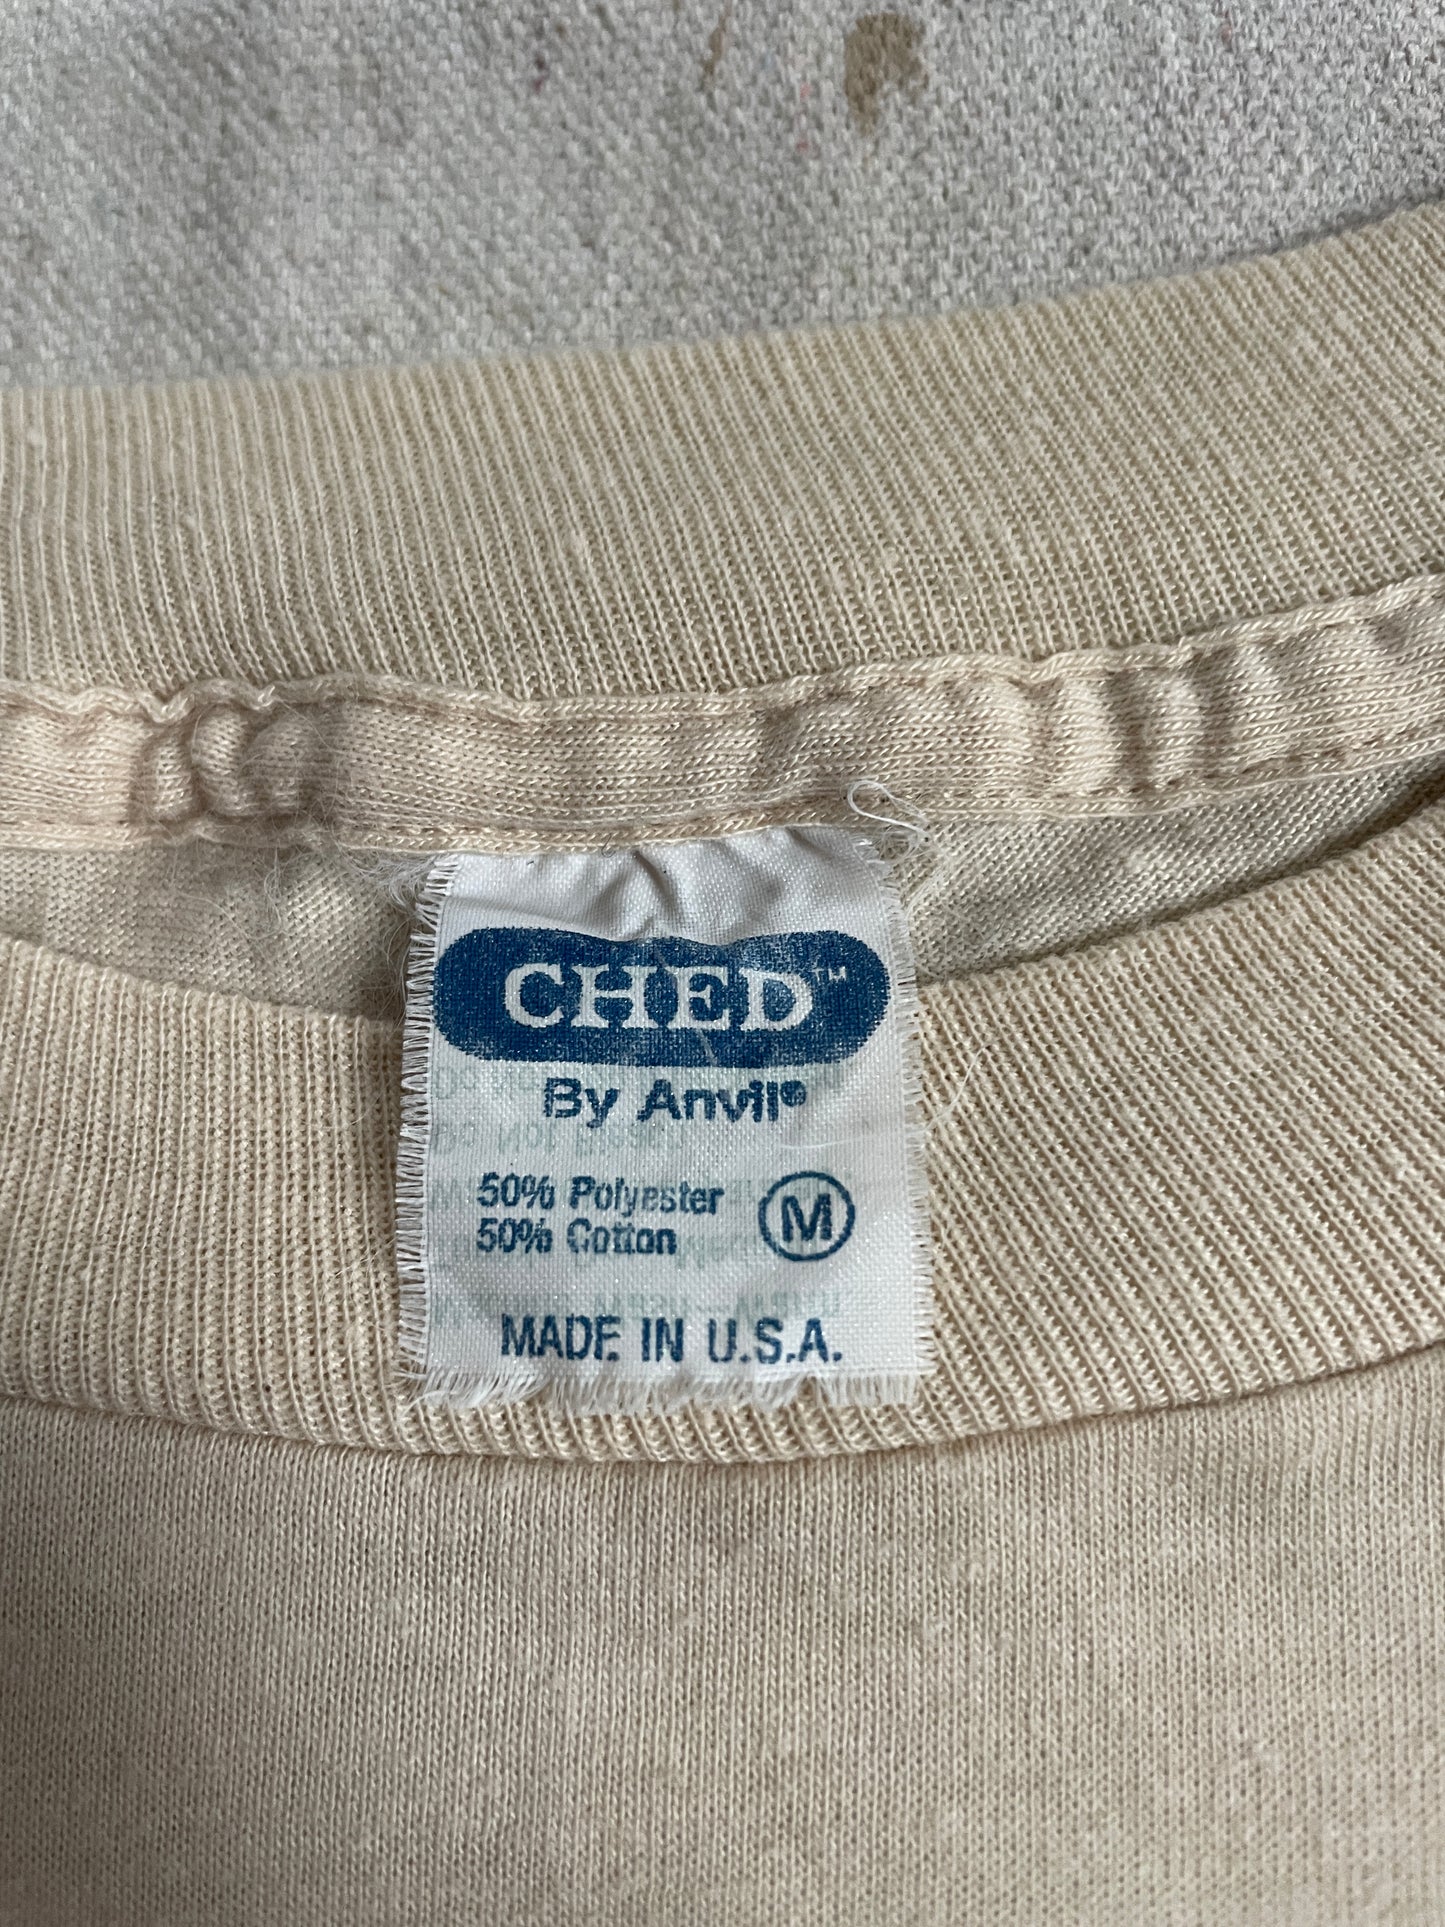 CHED™
By Anvil®
50% Polyester
50% Cotton
M
MADE IN U.S.A.